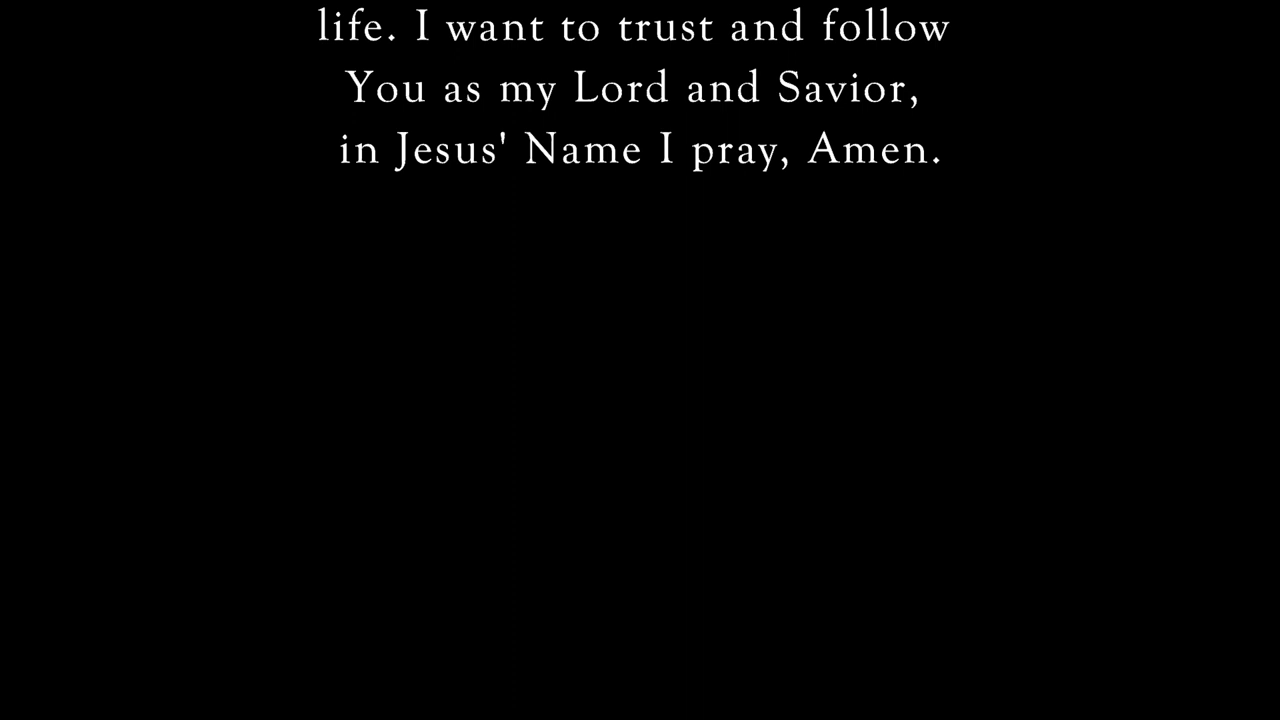 life. I want to trust and follow
You as my Lord and Savior,
in Jesus' Name I pray, Amen.